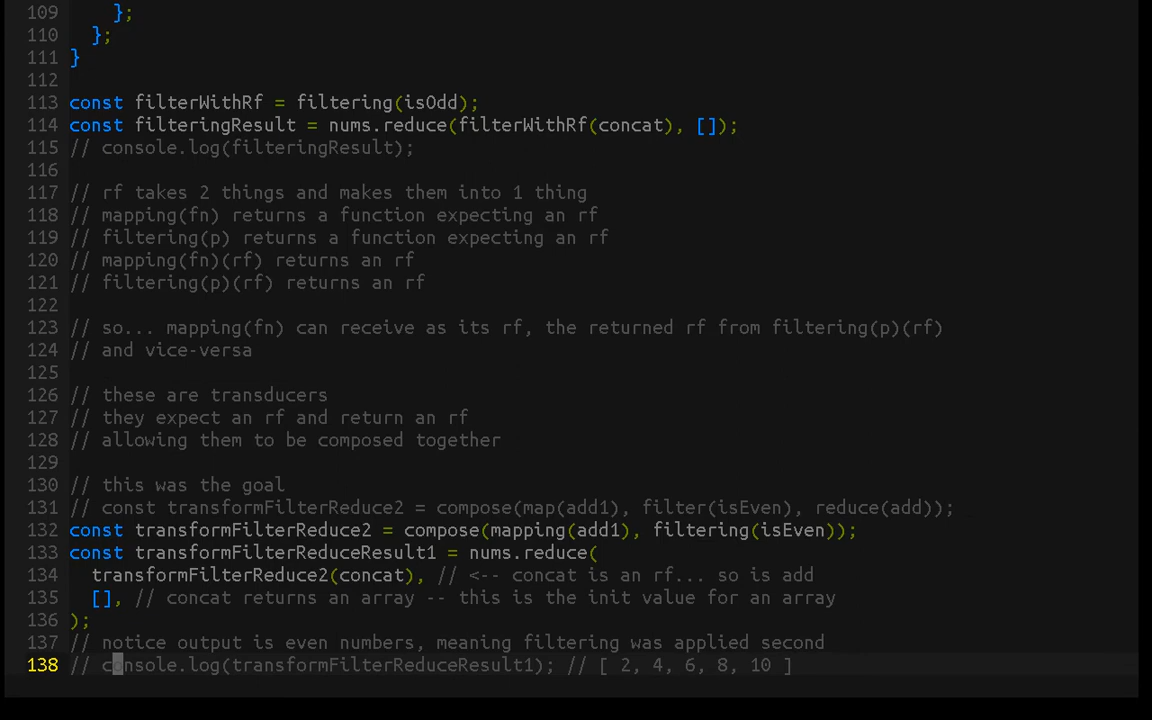 109     };
110   };
111 }
112
113 const filterWithRf = filtering(isOdd);
114 const filteringResult = nums.reduce(filterWithRf(concat), []);
115 // console.log(filteringResult);
116
117 // rf takes 2 things and makes them into 1 thing
118 // mapping(fn) returns a function expecting an rf
119 // filtering(p) returns a function expecting an rf
120 // mapping(fn)(rf) returns an rf
121 // filtering(p)(rf) returns an rf
122
123 // so... mapping(fn) can receive as its rf, the returned rf from filtering(p)(rf)
124 // and vice-versa
125
126 // these are transducers
127 // they expect an rf and return an rf
128 // allowing them to be composed together
129
130 // this was the goal
131 // const transformFilterReduce2 = compose(map(add1), filter(isEven), reduce(add));
132 const transformFilterReduce2 = compose(mapping(add1), filtering(isEven));
133 const transformFilterReduceResult1 = nums.reduce(
134   transformFilterReduce2(concat), // <-- concat is an rf... so is add
135   [], // concat returns an array -- this is the init value for an array
136 );
137 // notice output is even numbers, meaning filtering was applied second
138 // console.log(transformFilterReduceResult1); // [ 2, 4, 6, 8, 10 ]